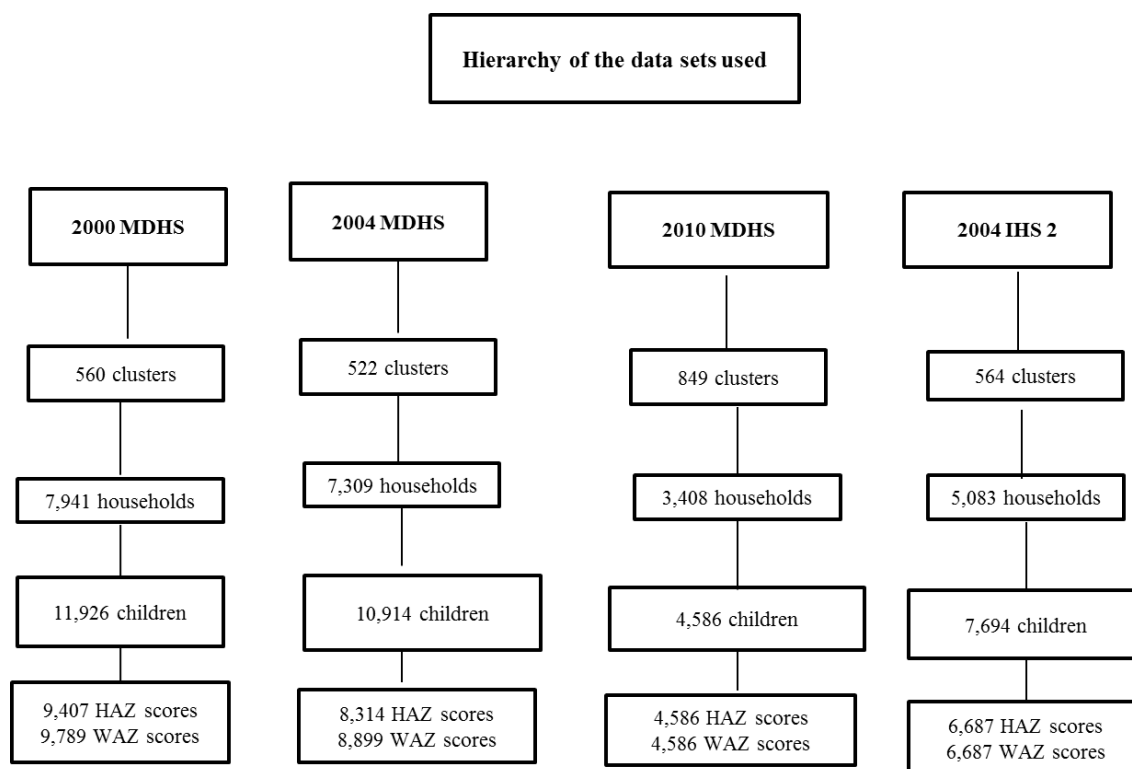 Hierarchy of the data sets used
2000 MDHS
560 clusters
7,941 households
11,926 children
9,407 HAZ scores
9,789 WAZ scores
2004 MDHS
522 clusters
7,309 households
10,914 children
8,314 HAZ scores
8,899 WAZ scores
2010 MDHS
849 clusters
3,408 households
4,586 children
4,586 HAZ scores
4,586 WAZ scores
2004 IHS 2
564 clusters
5,083 households
7,694 children
6,687 HAZ scores
6,687 WAZ scores